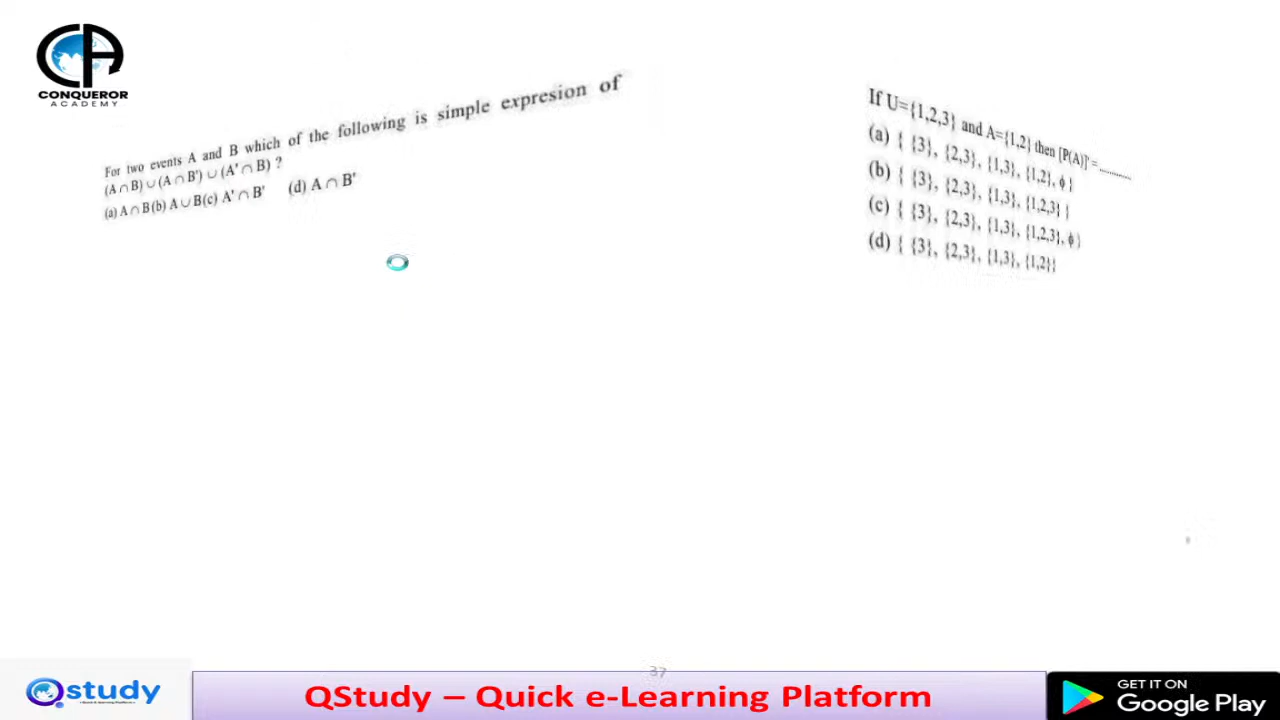 CONQUEROR
ACADEMY
For two events A and B which of the following is simple expresion of
(A ∩ B) ∪ (A ∩ B') ∪ (A' ∩ B) ?
(a) A ∩ B (b) A ∪ B (c) A' ∩ B' (d) A ∩ B'
If U={1,2,3} and A={1,2} then [P(A)]' = ............
(a) { {3}, {2,3}, {1,3}, {1,2}, ϕ }
(b) { {3}, {2,3}, {1,3}, {1,2,3} }
(c) { {3}, {2,3}, {1,3}, {1,2,3}, ϕ }
(d) { {3}, {2,3}, {1,3}, {1,2}}
37
study
QStudy – Quick e-Learning Platform
GET IT ON
Google Play